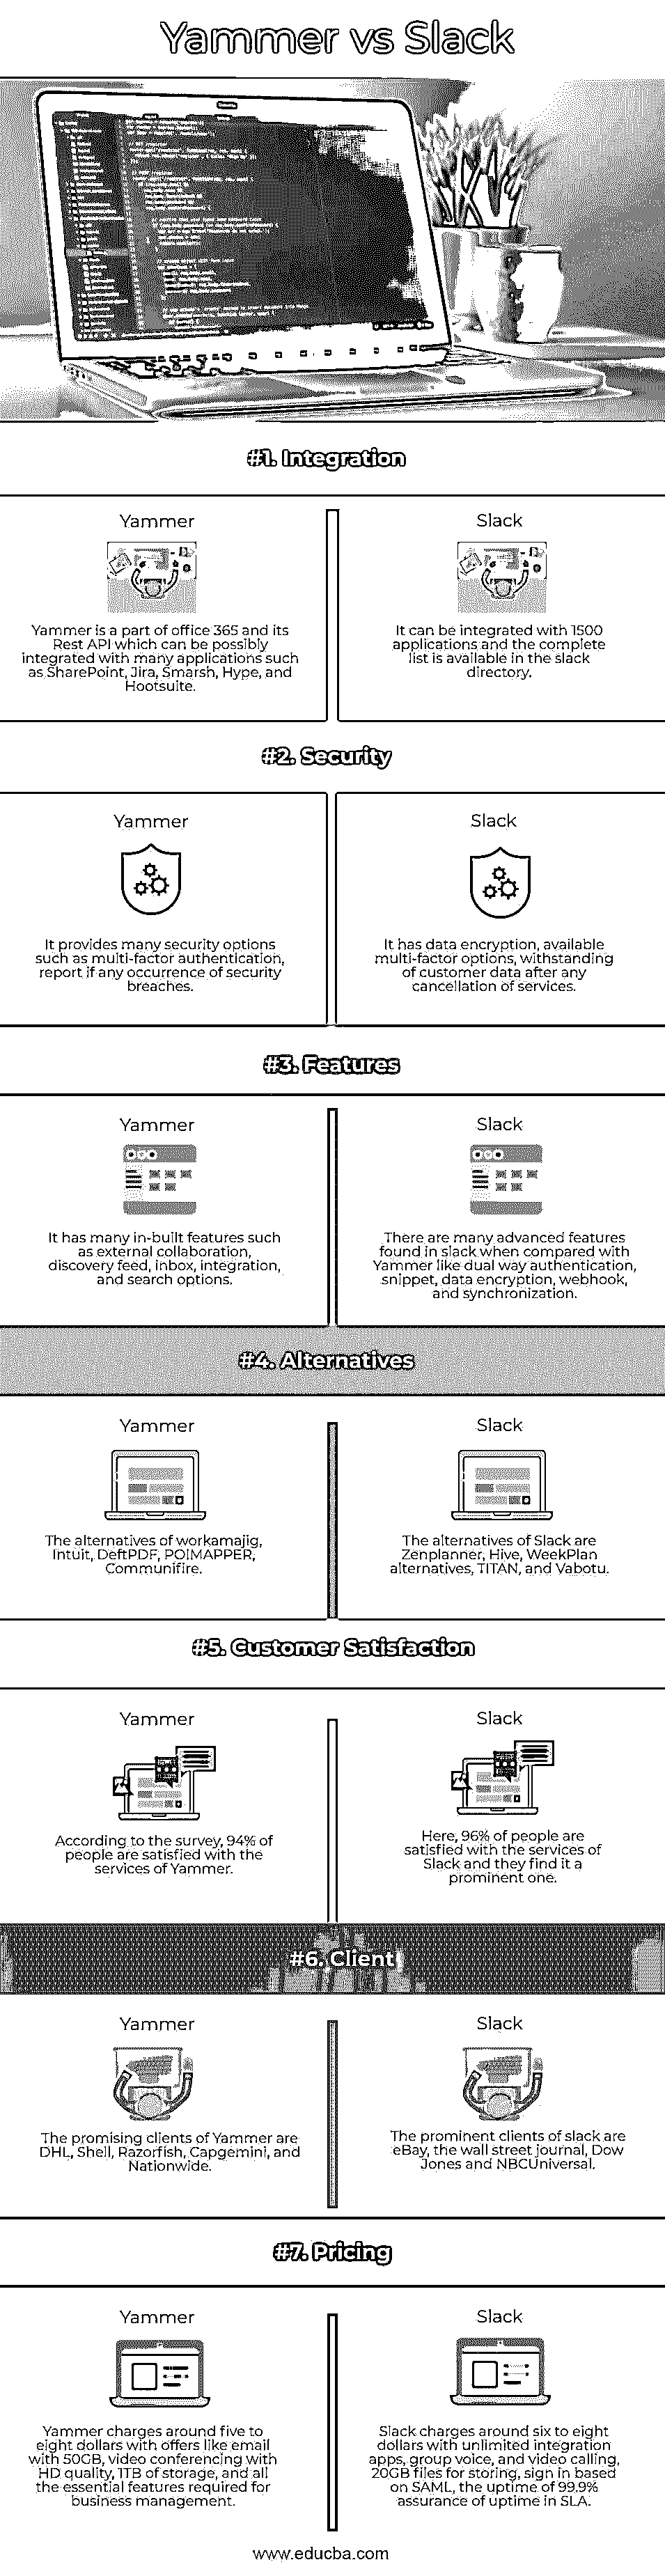 Yammer vs Slack
#1. Integration
Yammer
Yammer is a part of office 365 and its
Rest API which can be possibly
integrated with many applications such
as SharePoint, Jira, Smarsh, Hype, and
Hootsuite.
Slack
It can be integrated with 1500
applications and the complete
list is available in the slack
directory.
#2. Security
Yammer
It provides many security options
such as multi-factor authentication,
report if any occurrence of security
breaches.
Slack
It has data encryption, available
multi-factor options, withstanding
of customer data after any
cancellation of services.
#3. Features
Yammer
It has many in-built features such
as external collaboration,
discovery feed, inbox, integration,
and search options.
Slack
There are many advanced features
found in slack when compared with
Yammer like dual way authentication,
snippet, data encryption, webhook,
and synchronization.
#4. Alternatives
Yammer
The alternatives of workamajig,
Intuit, DeftPDF, POIMAPPER,
Communifire.
Slack
The alternatives of Slack are
Zenplanner, Hive, WeekPlan
alternatives, TITAN, and Vabotu.
#5. Customer Satisfaction
Yammer
According to the survey, 94% of
people are satisfied with the
services of Yammer.
Slack
Here, 96% of people are
satisfied with the services of
Slack and they find it a
prominent one.
#6. Client
Yammer
The promising clients of Yammer are
DHL, Shell, Razorfish, Capgemini, and
Nationwide.
Slack
The prominent clients of slack are
eBay, the wall street journal, Dow
Jones and NBCUniversal.
#7. Pricing
Yammer
Yammer charges around five to
eight dollars with offers like email
with 50GB, video conferencing with
HD quality, 1TB of storage, and all
the essential features required for
business management.
Slack
Slack charges around six to eight
dollars with unlimited integration
apps, group voice, and video calling,
20GB files for storing, sign in based
on SAML, the uptime of 99.9%
assurance of uptime in SLA.
www.educba.com